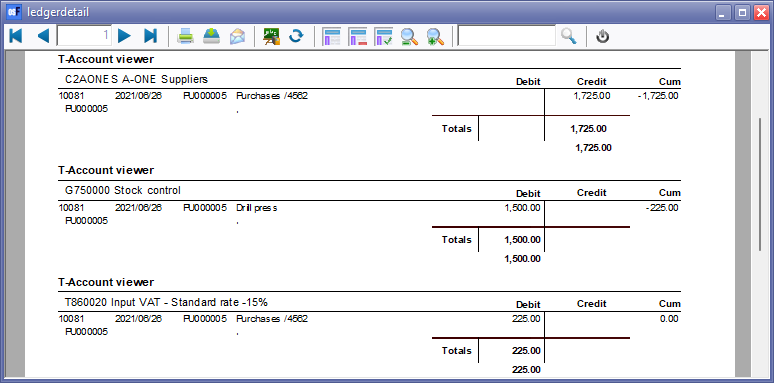 ledgerdetail
1
T-Account viewer
C2AONES A-ONE Suppliers Debit Credit Cum
10081 2021/06/26 PU000005 Purchases /4562 1,725.00 -1,725.00
PU000005 ,
Totals 1,725.00
1,725.00
T-Account viewer
G750000 Stock control Debit Credit Cum
10081 2021/06/26 PU000005 Drill press 1,500.00 -225.00
PU000005 ,
Totals 1,500.00
1,500.00
T-Account viewer
T860020 Input VAT - Standard rate -15% Debit Credit Cum
10081 2021/06/26 PU000005 Purchases /4562 225.00 0.00
PU000005 ,
Totals 225.00
225.00